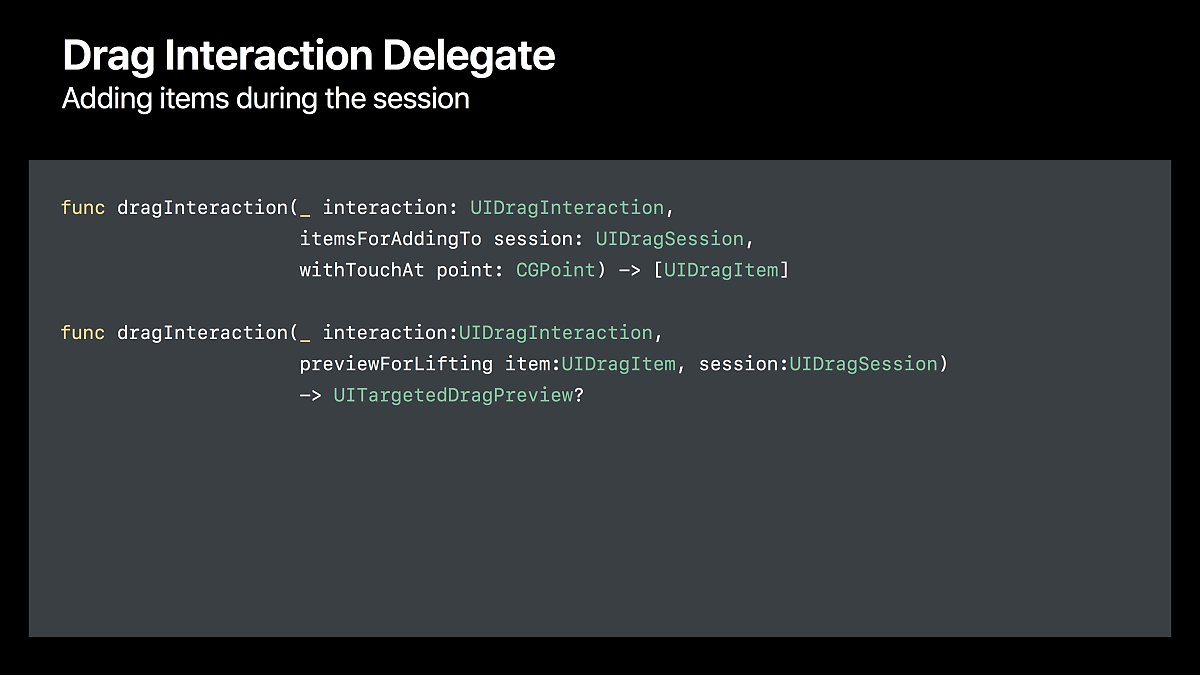 Drag Interaction Delegate
Adding items during the session
func dragInteraction(_ interaction: UIDragInteraction,
itemsForAddingTo session: UIDragSession,
withTouchAt point: CGPoint) —> [UIDragItem]
func dragInteraction(_ interaction:UIDragInteraction,
previewForLifting item:UIDragItem, session:UIDragSession)
—> UITargetedDragPreview?